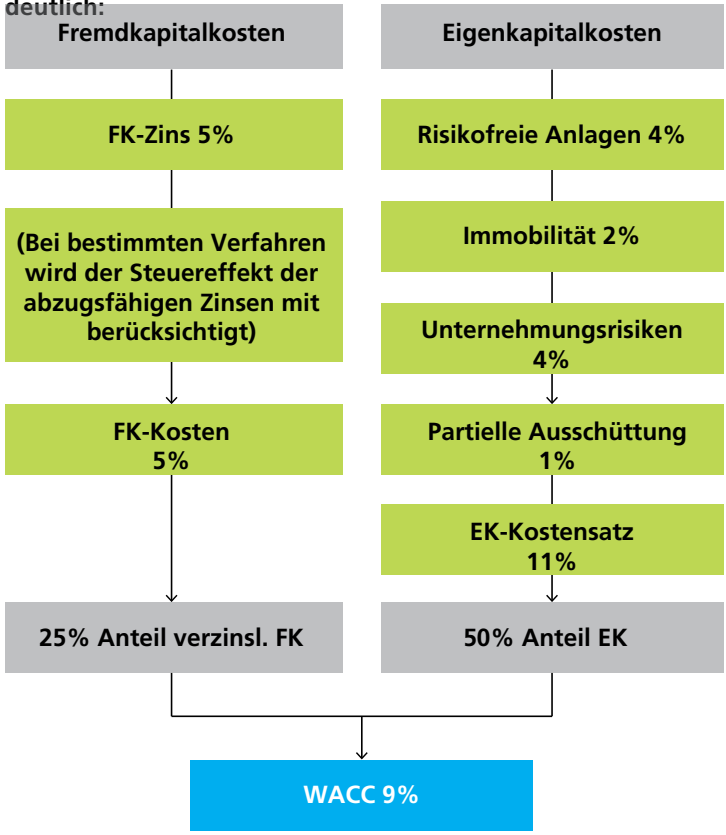 deutlich:
Fremdkapitalkosten
FK-Zins 5%
(Bei bestimmten Verfahren
wird der Steuereffekt der
abzugsfähigen Zinsen mit
berücksichtigt)
FK-Kosten
5%
25% Anteil verzinsl. FK
Eigenkapitalkosten
Risikofreie Anlagen 4%
Immobilität 2%
Unternehmungsrisiken
4%
Partielle Ausschüttung
1%
EK-Kostensatz
11%
50% Anteil EK
WACC 9%